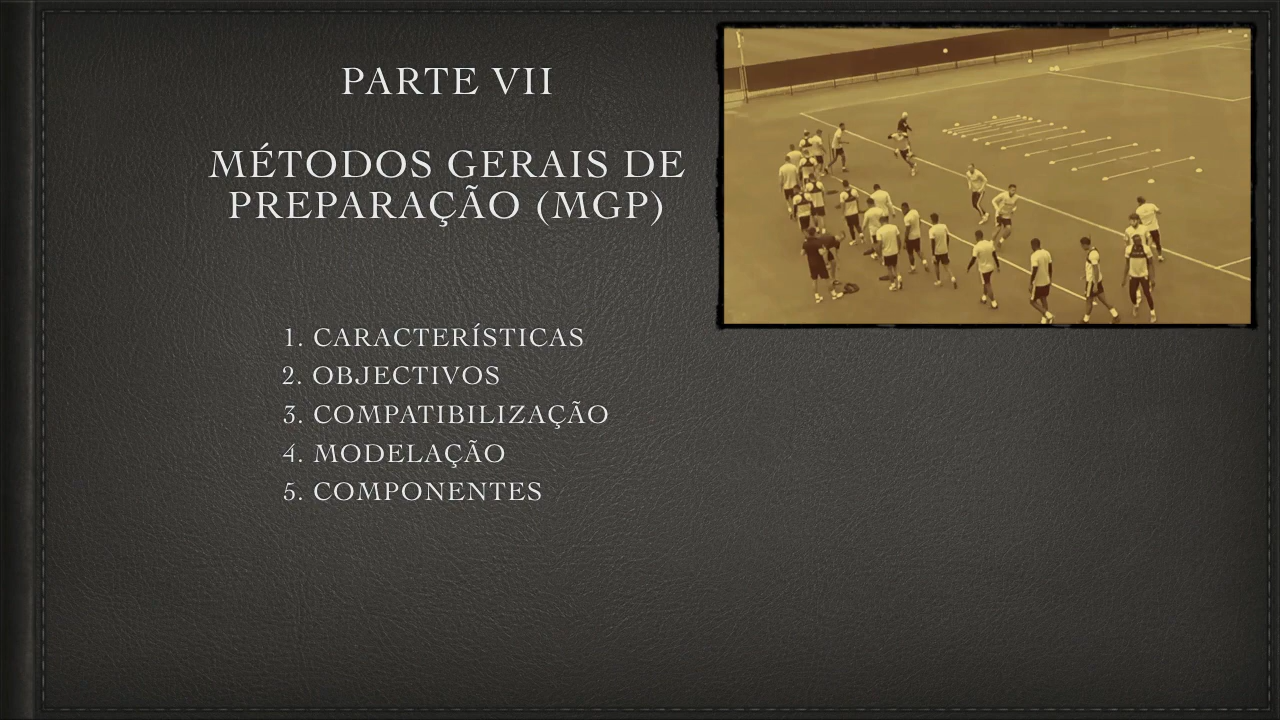 PARTE VII
MÉTODOS GERAIS DE
PREPARAÇÃO (MGP)
1. CARACTERÍSTICAS
2. OBJECTIVOS
3. COMPATIBILIZAÇÃO
4. MODELAÇÃO
5. COMPONENTES